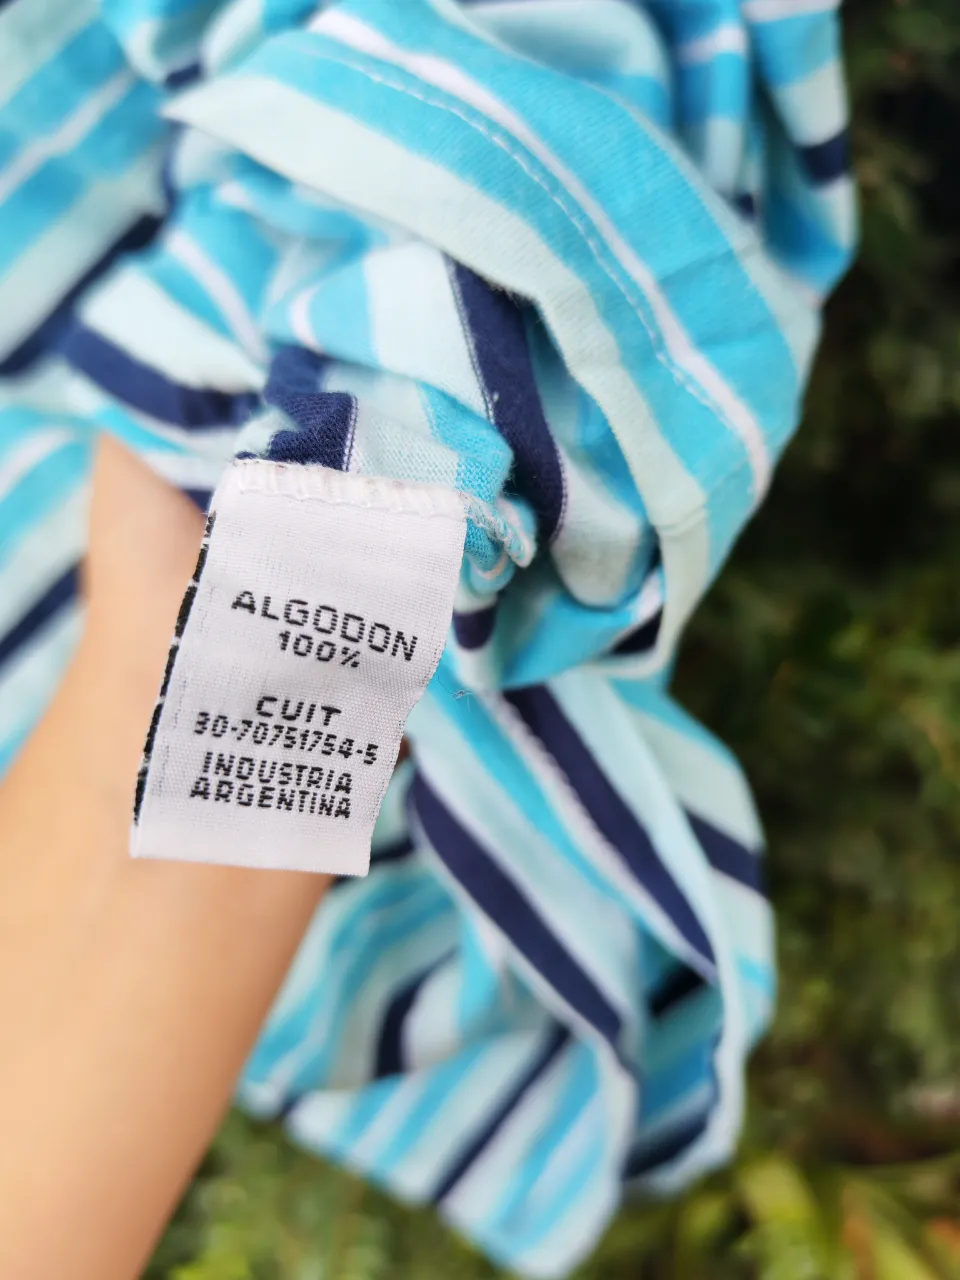 ALGODON
100%
CUIT
30-70751754-5
INDUSTRIA
ARGENTINA